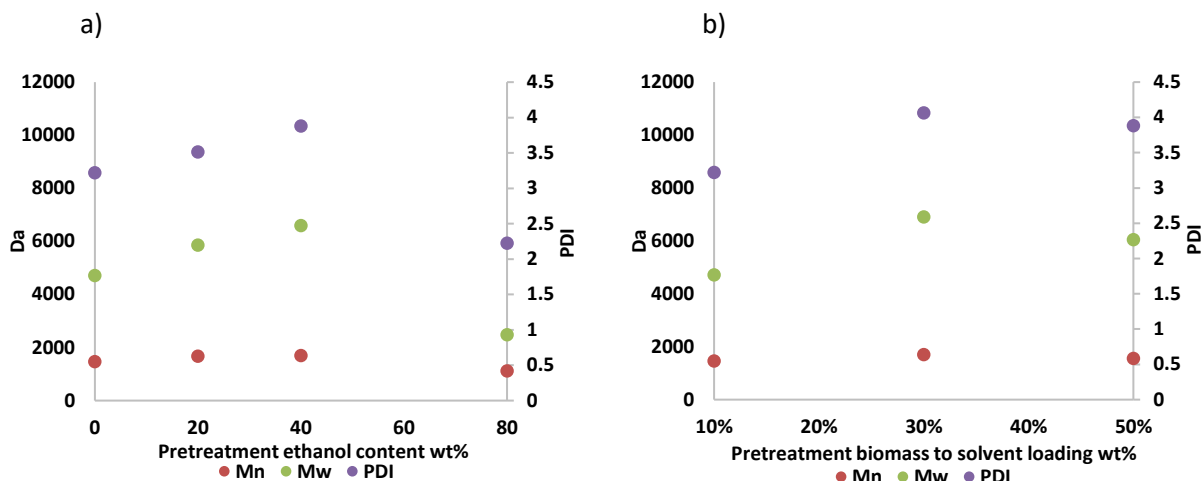 a)
12000
10000
8000
6000
4000
2000
0
Da
4.5
4
3.5
3
2.5
2
1.5
1
0.5
0
PDI
0 20 40 60 80
Pretreatment ethanol content wt%
Mn Mw PDI
b)
12000
10000
8000
6000
4000
2000
0
Da
4.5
4
3.5
3
2.5
2
1.5
1
0.5
0
PDI
10% 20% 30% 40% 50%
Pretreatment biomass to solvent loading wt%
Mn Mw PDI